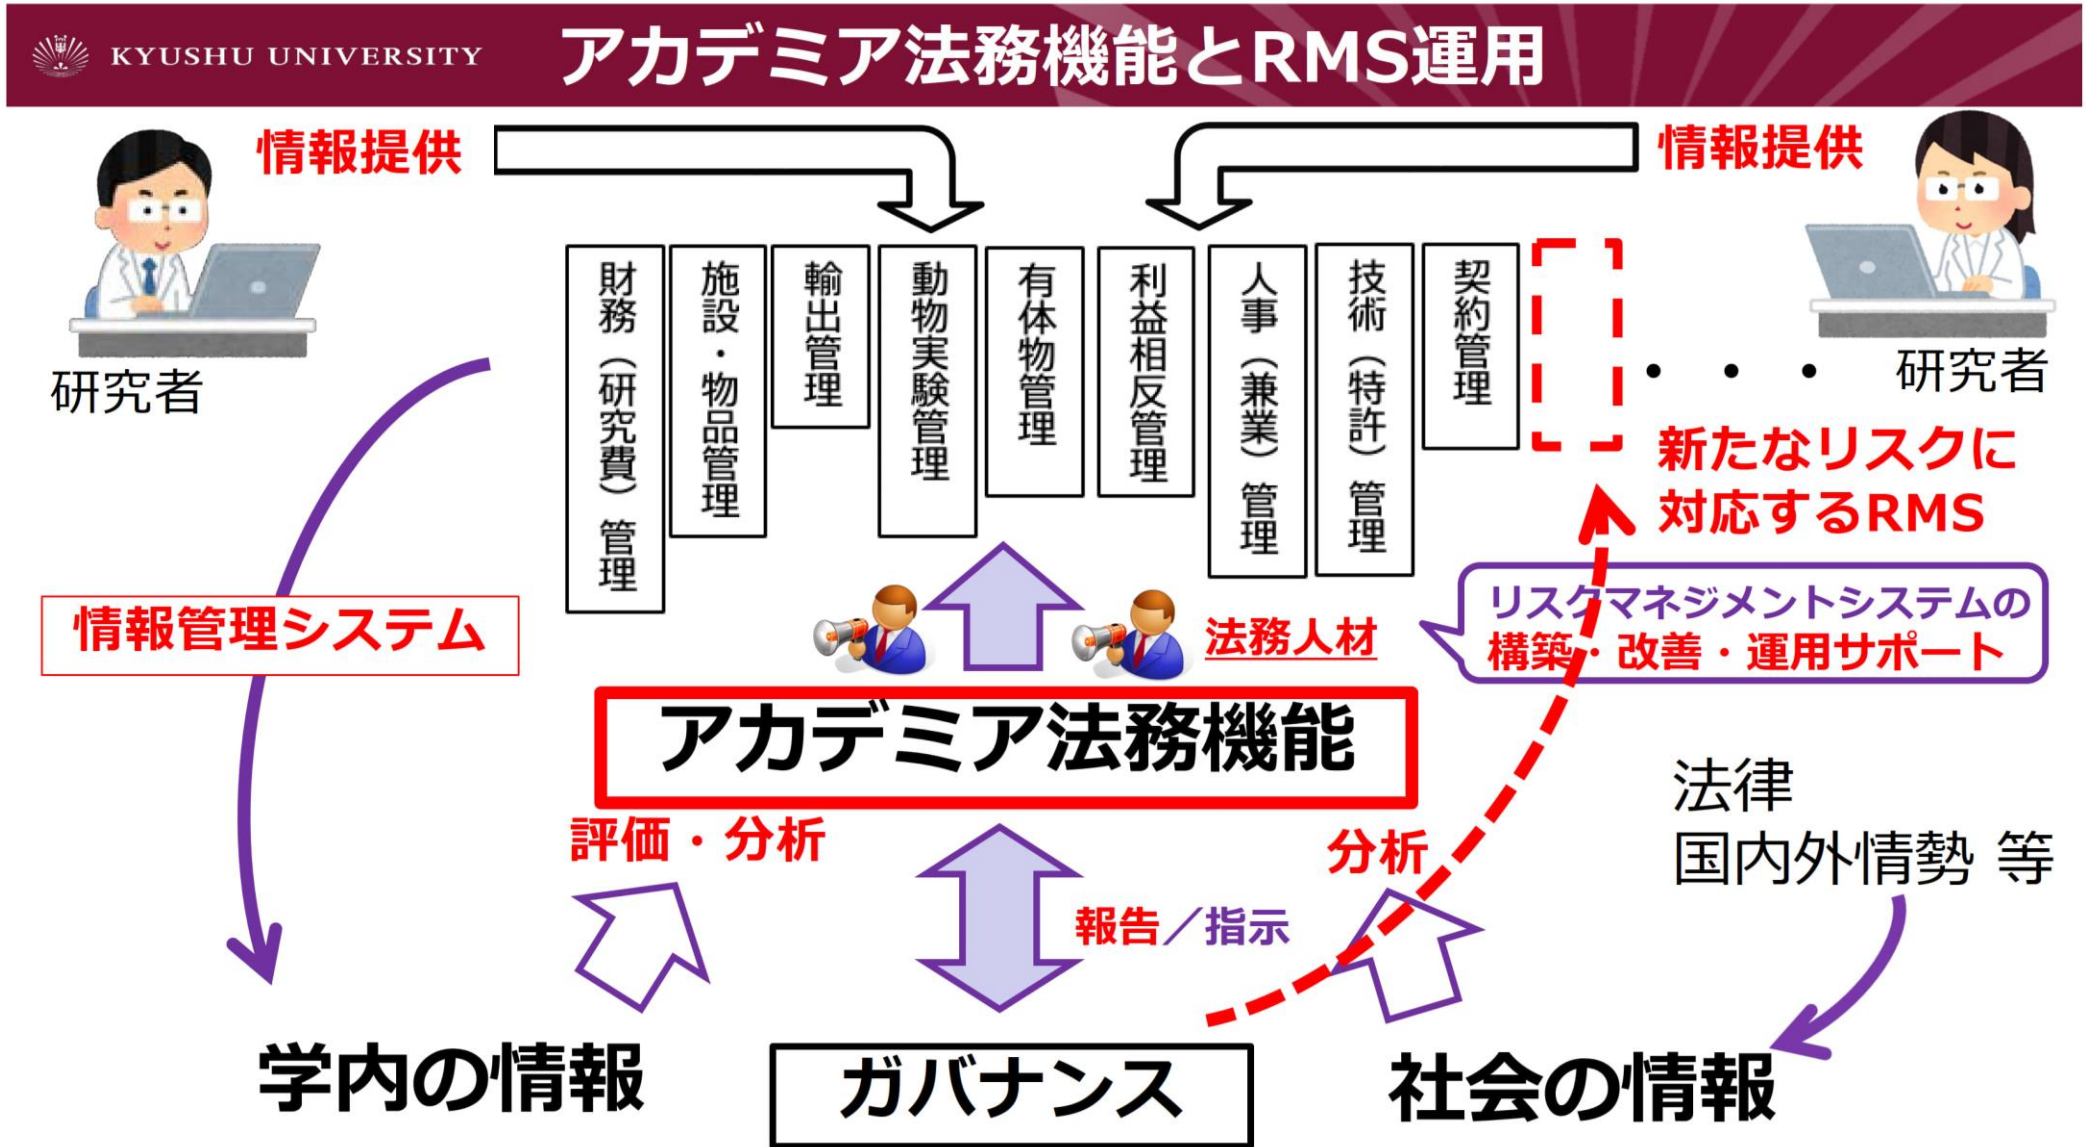 KYUSHU UNIVERSITY
アカデミア法務機能とRMS運用
情報提供
情報提供
研究者
研究者
財務（研究費）管理
施設・物品管理
輸出管理
動物実験管理
有体物管理
利益相反管理
人事（兼業）管理
技術（特許）管理
契約管理
・・・
新たなリスクに
対応するRMS
情報管理システム
法務人材
リスクマネジメントシステムの
構築・改善・運用サポート
アカデミア法務機能
評価・分析
分析
報告／指示
法律
国内外情勢 等
学内の情報
ガバナンス
社会の情報